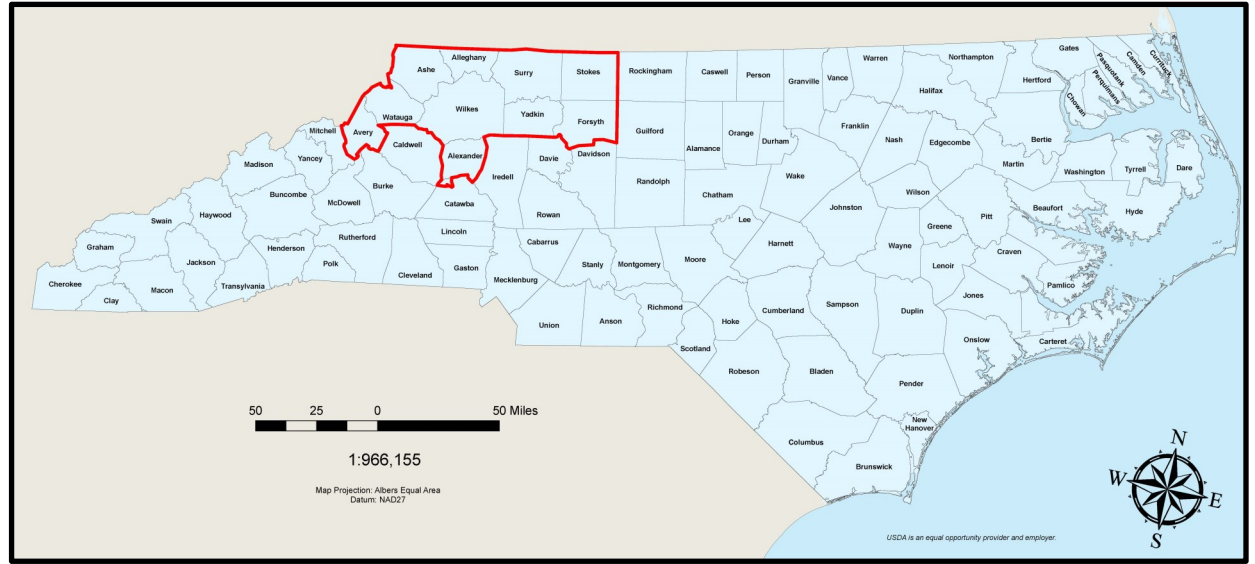 Ashe
Alleghany
Surry
Stokes
Rockingham
Caswell
Person
Granville
Vance
Warren
Northampton
Gates
Hertford
Halifax
Pasquotank
Camden
Currituck
Perquimans
Chowan
Watauga
Wilkes
Yadkin
Forsyth
Guilford
Alamance
Orange
Durham
Franklin
Nash
Edgecombe
Bertie
Martin
Washington
Tyrrell
Dare
Mitchell
Avery
Caldwell
Alexander
Iredell
Davie
Davidson
Madison
Yancey
Buncombe
McDowell
Burke
Catawba
Rowan
Randolph
Chatham
Wake
Johnston
Wilson
Greene
Pitt
Beaufort
Hyde
Swain
Haywood
Graham
Jackson
Henderson
Rutherford
Polk
Lincoln
Cleveland
Gaston
Cabarrus
Stanly
Montgomery
Moore
Lee
Harnett
Wayne
Lenoir
Craven
Pamlico
Cherokee
Clay
Macon
Transylvania
Mecklenburg
Union
Anson
Richmond
Scotland
Hoke
Cumberland
Sampson
Duplin
Jones
Onslow
Carteret
Robeson
Bladen
Pender
Columbus
Brunswick
New
Hanover
50 25 0 50 Miles
1:966,155
Map Projection: Albers Equal Area
Datum: NAD27
N
W
E
S
USDA is an equal opportunity provider and employer.